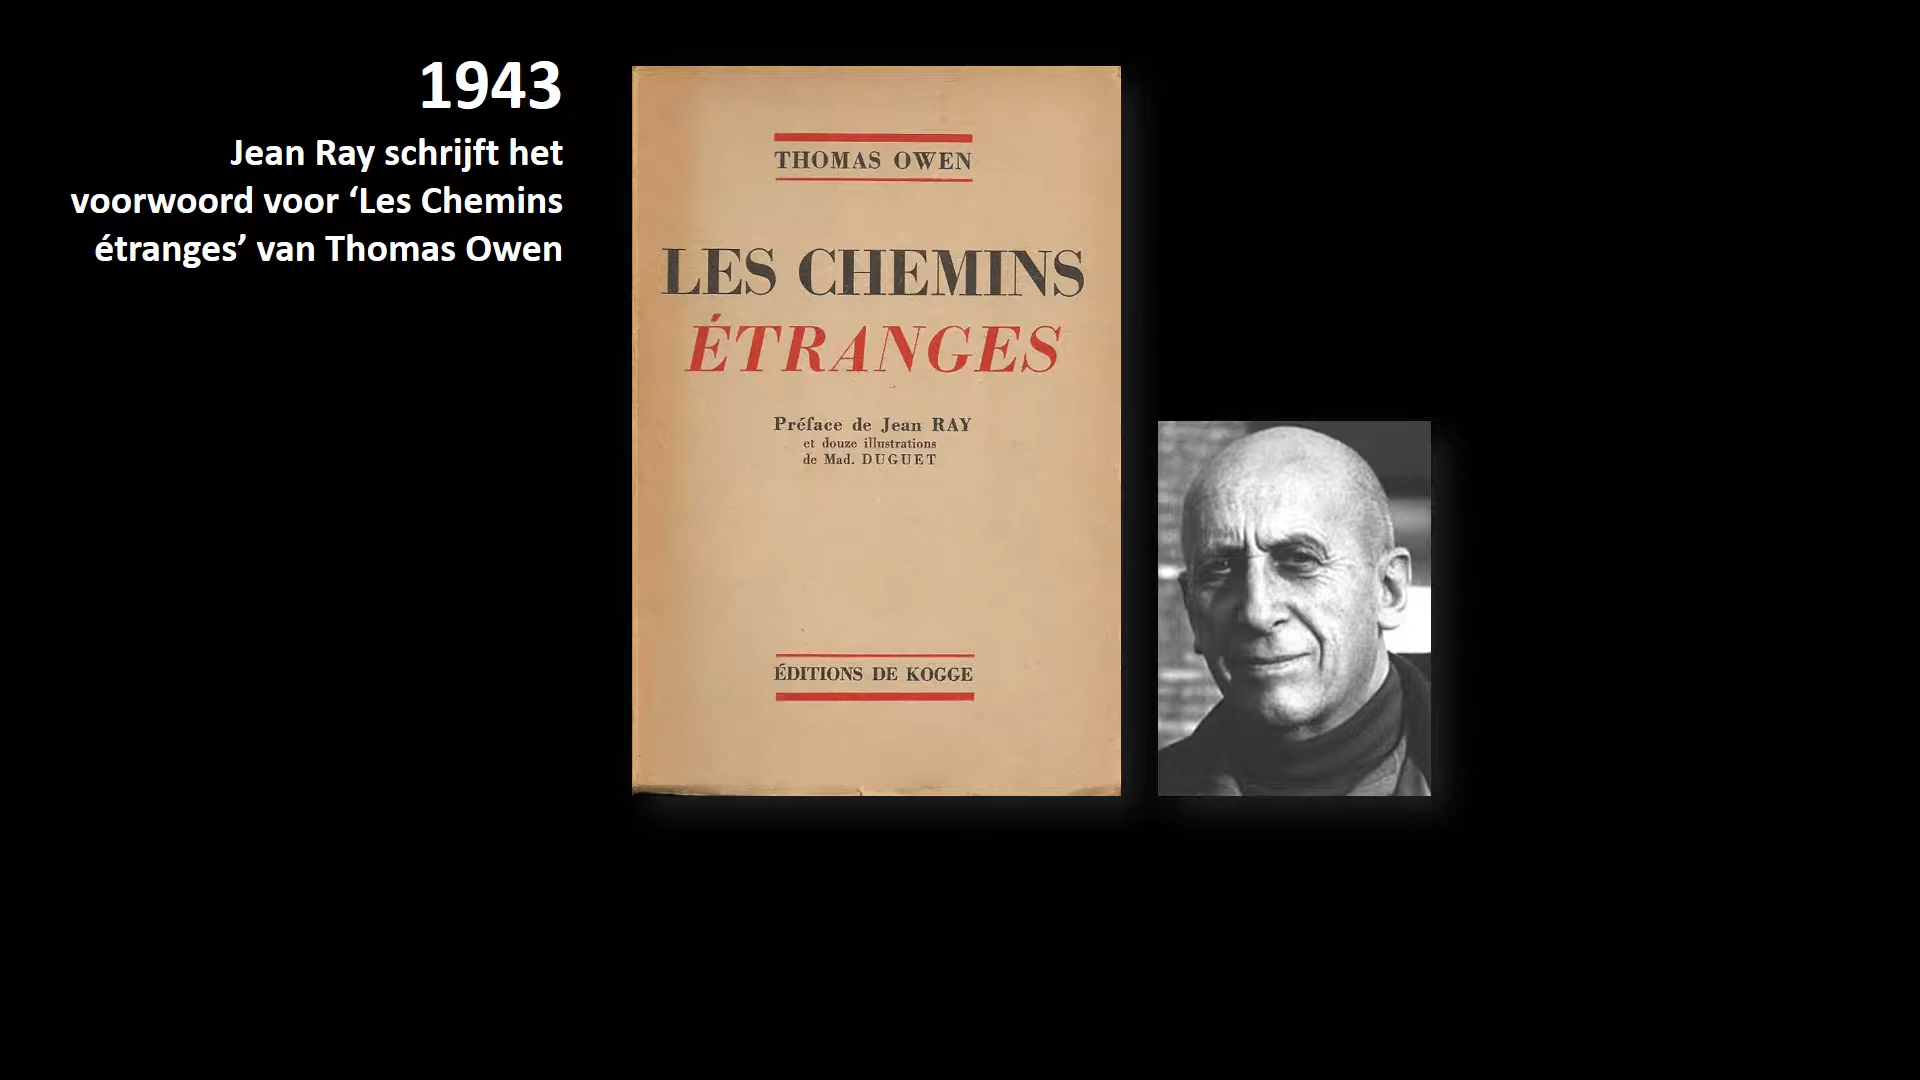 1943
Jean Ray schrijft het
voorwoord voor ‘Les Chemins
étranges’ van Thomas Owen
THOMAS OWEN
LES CHEMINS
ÉTRANGES
Préface de Jean RAY
et douze illustrations
de Mad. DUGUET
ÉDITIONS DE KOGGE